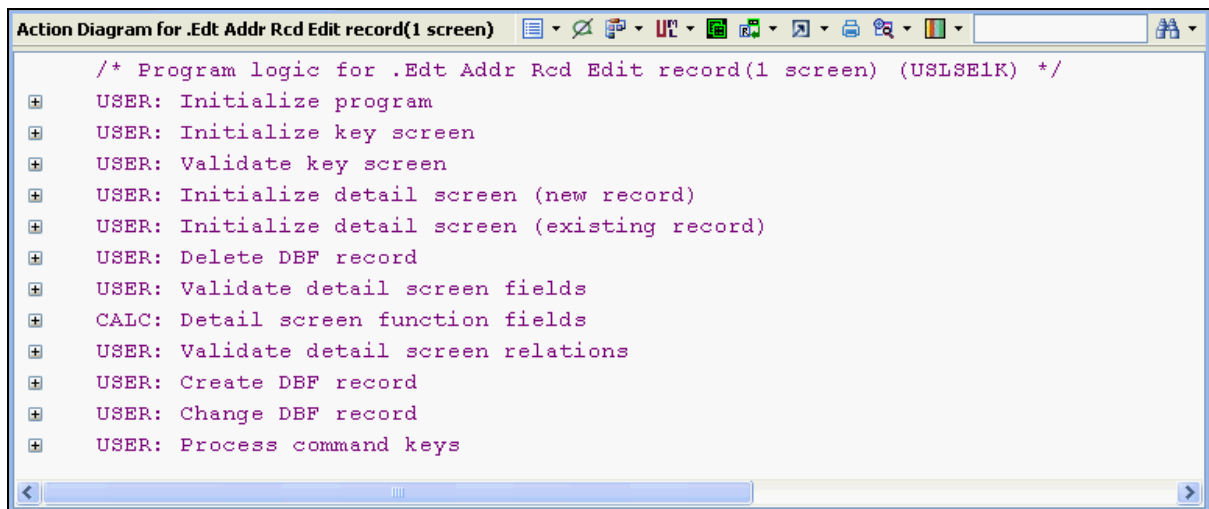 Action Diagram for .Edt Addr Rcd Edit record(1 screen)
/* Program logic for .Edt Addr Rcd Edit record(1 screen) (USLSE1K) */
USER: Initialize program
USER: Initialize key screen
USER: Validate key screen
USER: Initialize detail screen (new record)
USER: Initialize detail screen (existing record)
USER: Delete DBF record
USER: Validate detail screen fields
CALC: Detail screen function fields
USER: Validate detail screen relations
USER: Create DBF record
USER: Change DBF record
USER: Process command keys